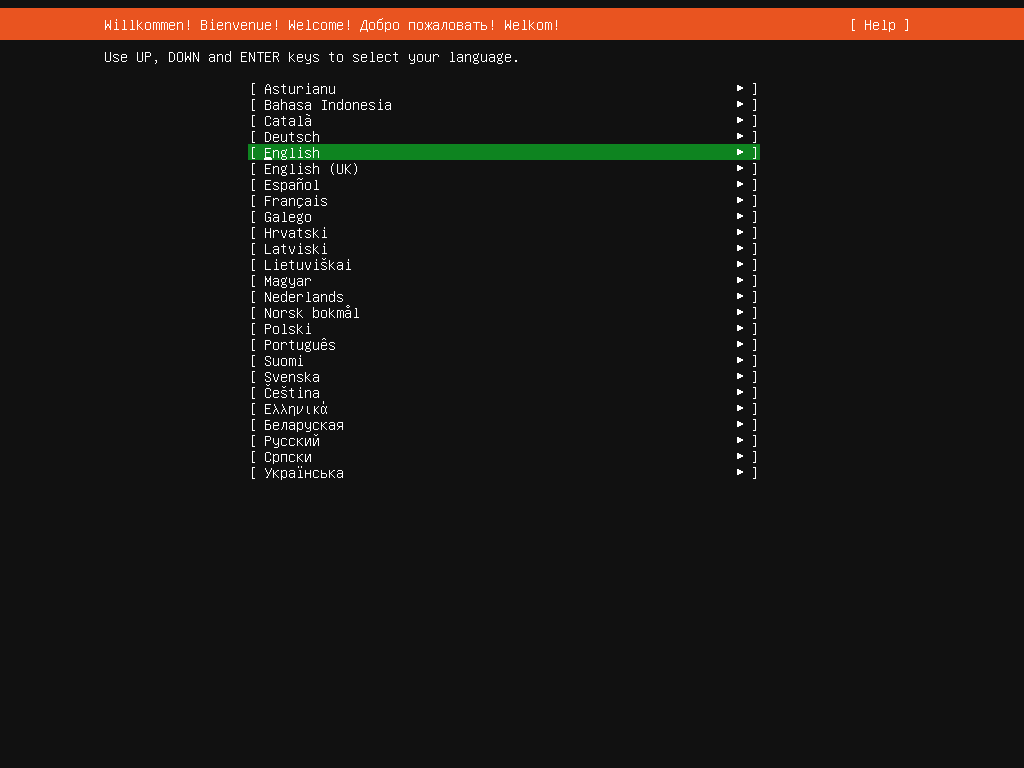 Willkommen! Bienvenue! Welcome! Добро пожаловать! Welkom! [ Help ]
Use UP, DOWN and ENTER keys to select your language.
[ Asturianu ► ]
[ Bahasa Indonesia ► ]
[ Català ► ]
[ Deutsch ► ]
[ English ► ]
[ English (UK) ► ]
[ Español ► ]
[ Français ► ]
[ Galego ► ]
[ Hrvatski ► ]
[ Latviski ► ]
[ Lietuviškai ► ]
[ Magyar ► ]
[ Nederlands ► ]
[ Norsk bokmål ► ]
[ Polski ► ]
[ Português ► ]
[ Suomi ► ]
[ Svenska ► ]
[ Čeština ► ]
[ Ελληνικά ► ]
[ Беларуская ► ]
[ Русский ► ]
[ Српски ► ]
[ Українська ► ]